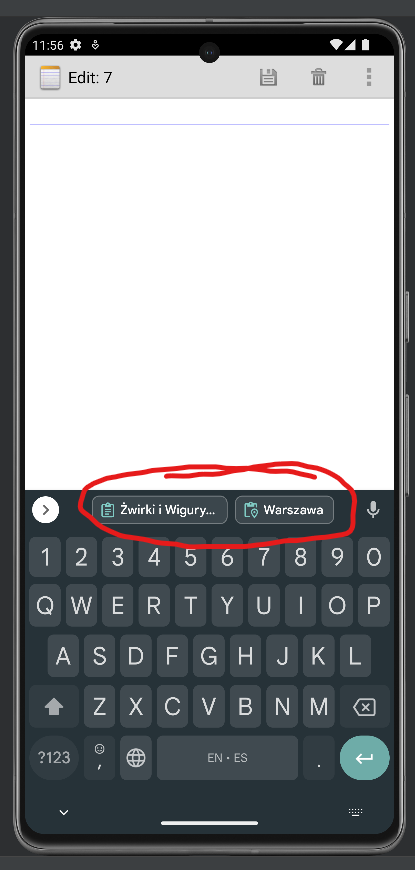 11:56
Edit: 7
Żwirki i Wigury...
Warszawa
1 2 3 4 5 6 7 8 9 0
Q W E R T Y U I O P
A S D F G H J K L
Z X C V B N M
?123 , EN • ES .